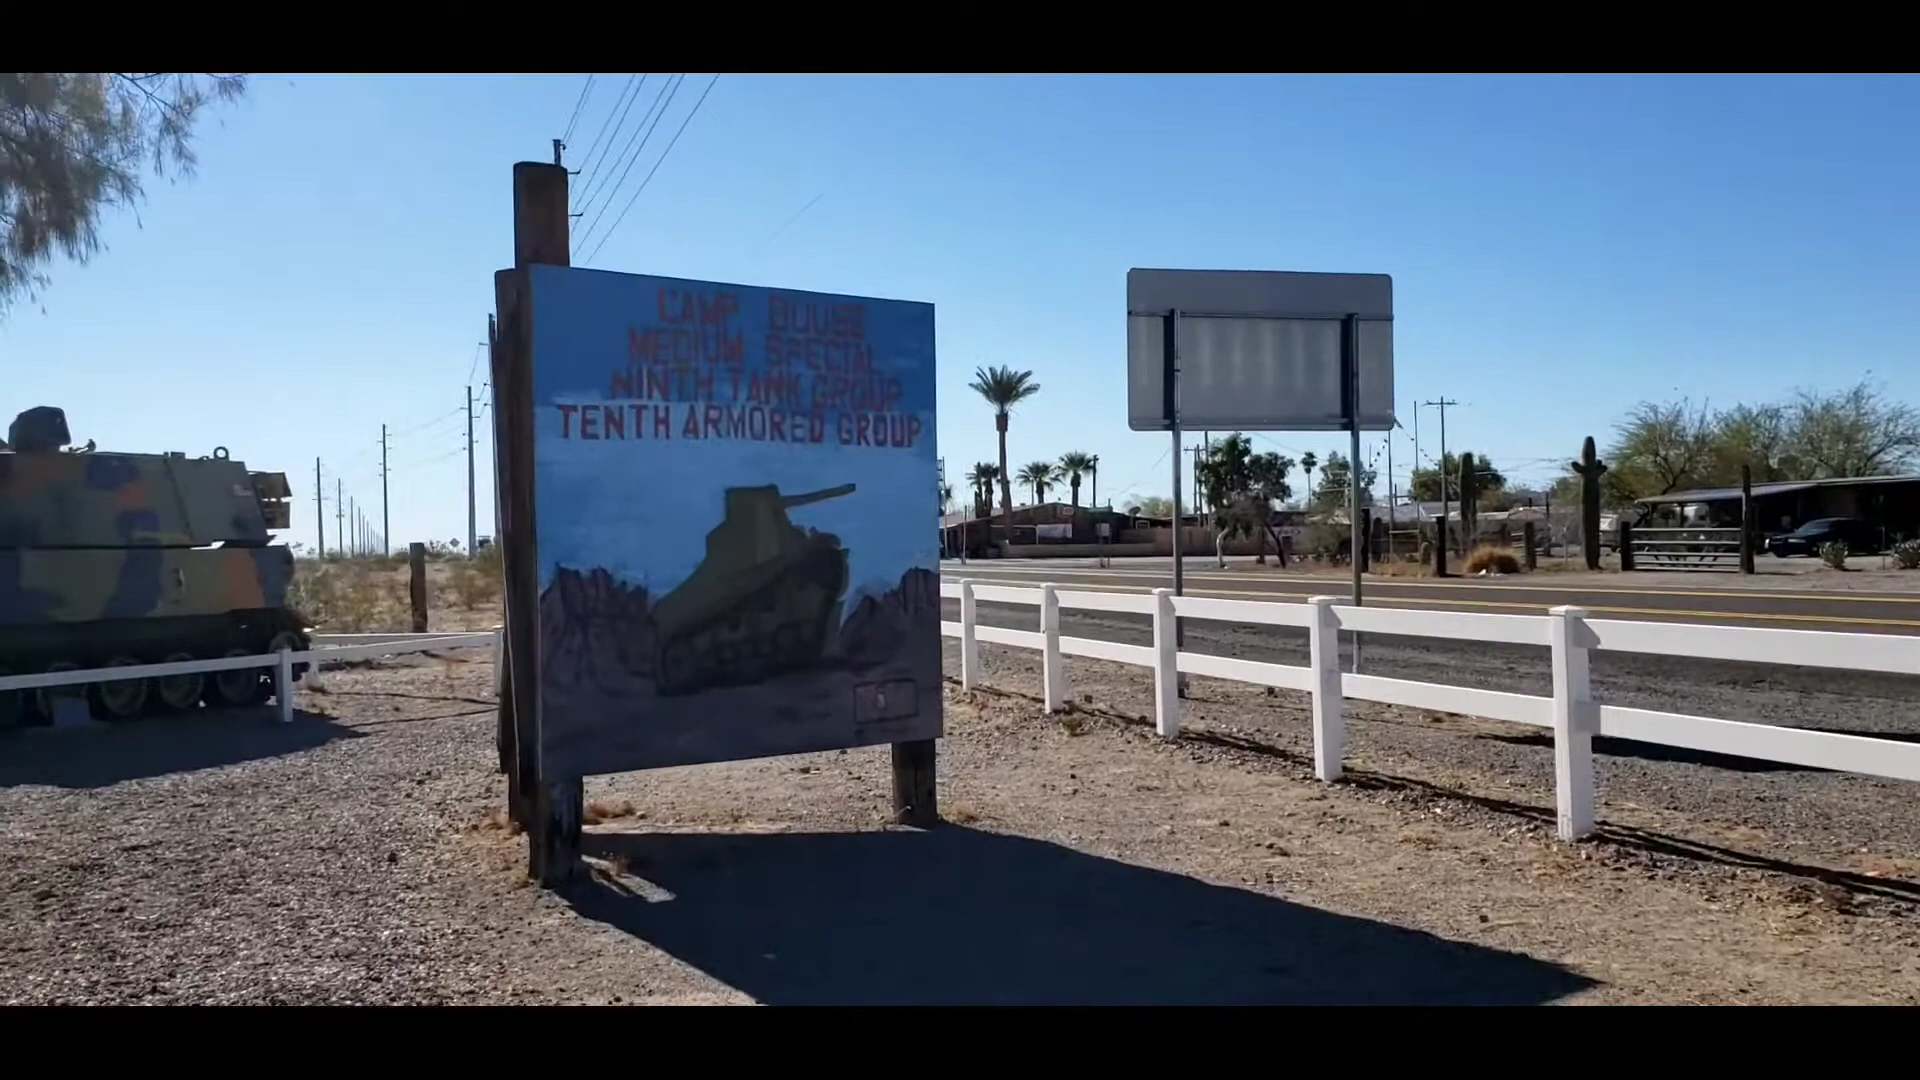 CAMP BOUSE
MEDIUM SPECIAL
NINTH TANK GROUP
TENTH ARMORED GROUP